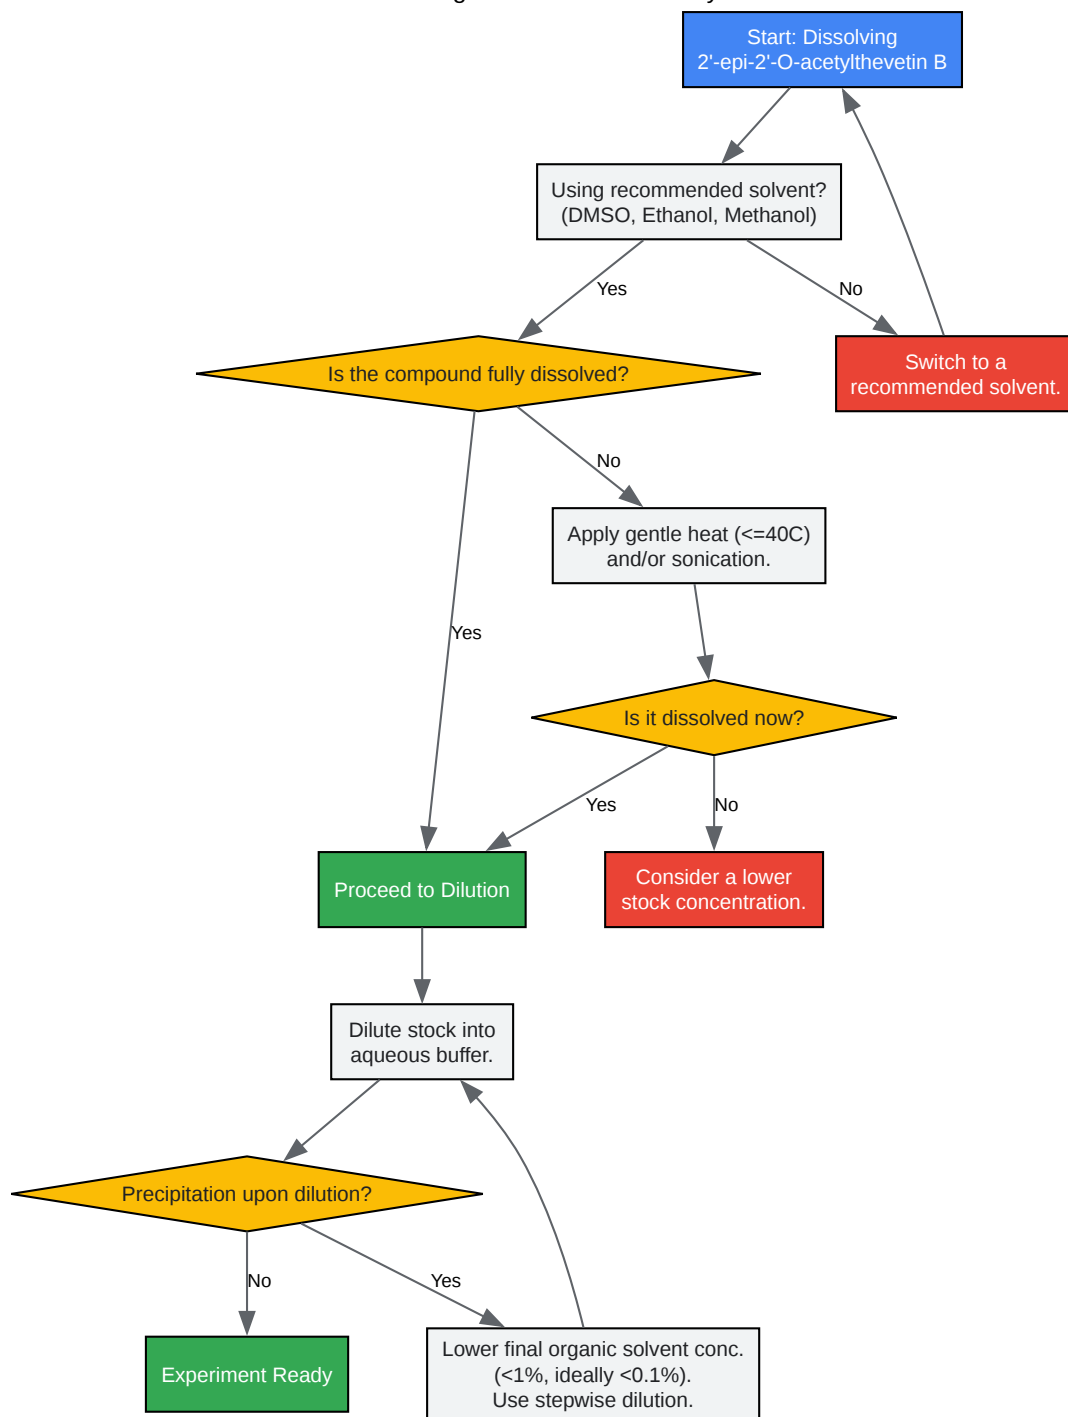 Start: Dissolving
2'-epi-2'-O-acetylthevetin B
Using recommended solvent?
(DMSO, Ethanol, Methanol)
Yes
No
Is the compound fully dissolved?
Switch to a
recommended solvent.
No
Apply gentle heat (<=40C)
and/or sonication.
Yes
Is it dissolved now?
Yes
No
Proceed to Dilution
Consider a lower
stock concentration.
Dilute stock into
aqueous buffer.
Precipitation upon dilution?
No
Yes
Experiment Ready
Lower final organic solvent conc.
(<1%, ideally <0.1%).
Use stepwise dilution.